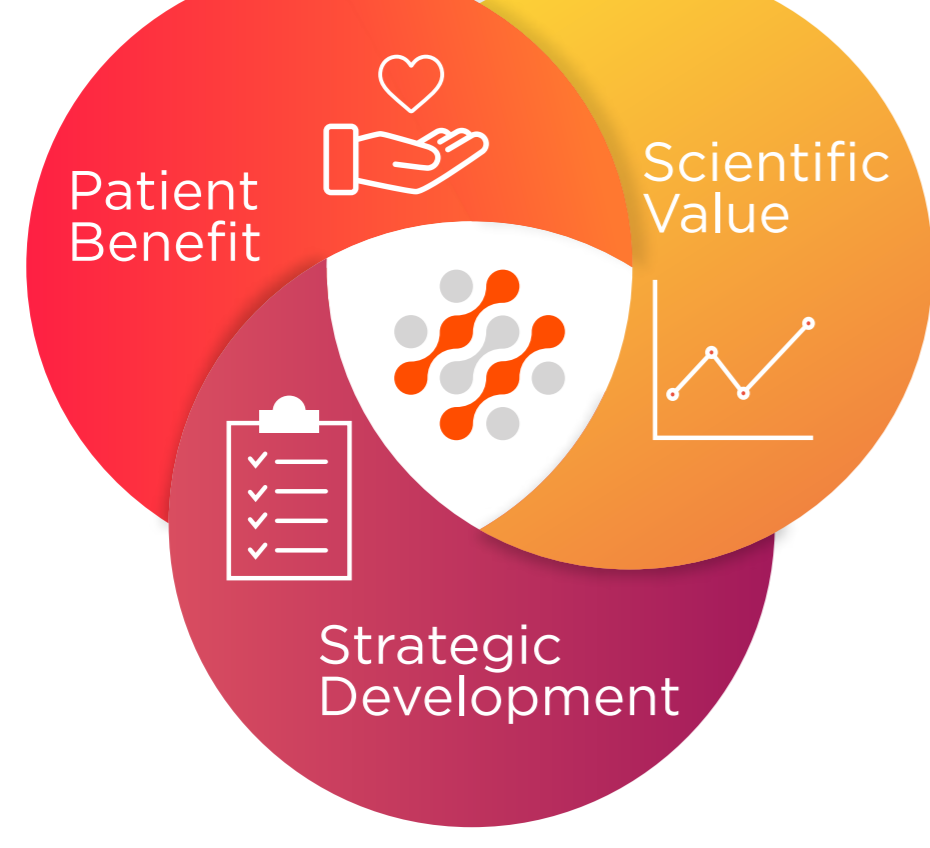 Patient
Benefit
Scientific
Value
Strategic
Development